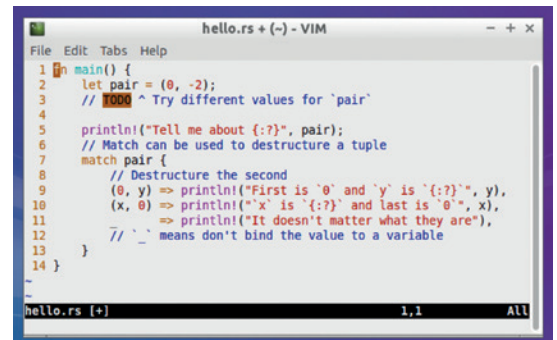 hello.rs + (~) - VIM
File Edit Tabs Help
1 fn main() {
2     let pair = (0, -2);
3     // TODO ^ Try different values for `pair`
4
5     println!("Tell me about {:?}", pair);
6     // Match can be used to destructure a tuple
7     match pair {
8         // Destructure the second
9         (0, y) => println!("First is `0` and `y` is `{:?}`", y),
10         (x, 0) => println!("`x` is `{:?}` and last is `0`", x),
11         _      => println!("It doesn't matter what they are"),
12         // `_` means don't bind the value to a variable
13     }
14 }
~
~
hello.rs [+] 1,1 All